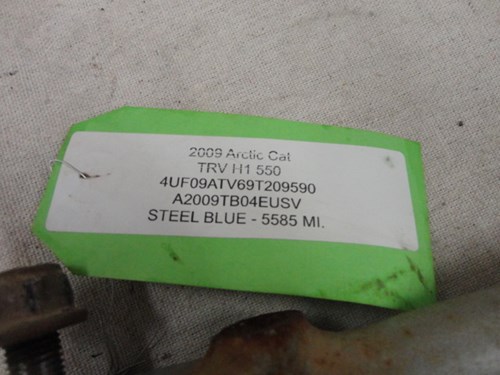 2009 Arctic Cat
TRV H1 550
4UF09ATV69T209590
A2009TB04EUSV
STEEL BLUE - 5585 MI.